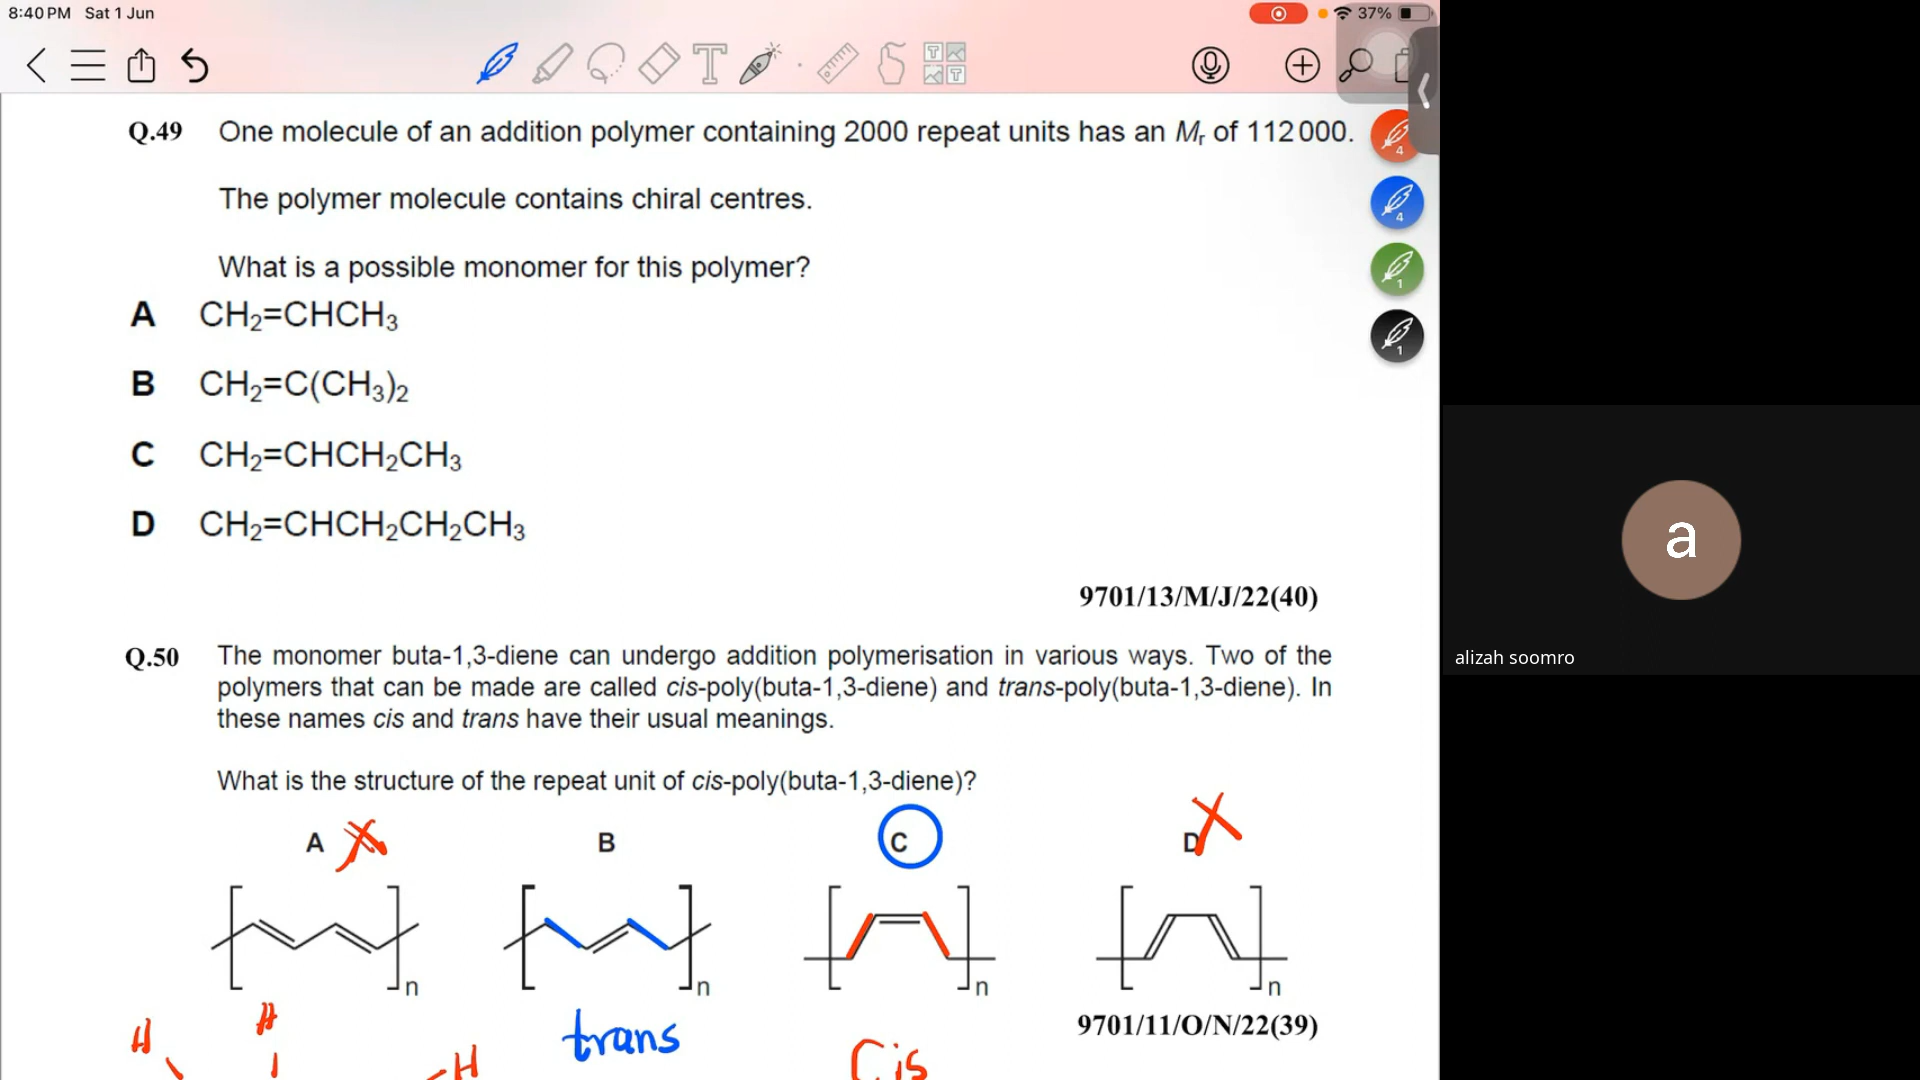 8:40 PM Sat 1 Jun
37%
Q.49 One molecule of an addition polymer containing 2000 repeat units has an Mr of 112 000.
The polymer molecule contains chiral centres.
What is a possible monomer for this polymer?
A CH2=CHCH3
B CH2=C(CH3)2
C CH2=CHCH2CH3
D CH2=CHCH2CH2CH3
9701/13/M/J/22(40)
Q.50 The monomer buta-1,3-diene can undergo addition polymerisation in various ways. Two of the
polymers that can be made are called cis-poly(buta-1,3-diene) and trans-poly(buta-1,3-diene). In
these names cis and trans have their usual meanings.
What is the structure of the repeat unit of cis-poly(buta-1,3-diene)?
A B C D
n n n n
9701/11/O/N/22(39)
H H H
trans
Cis
4
4
1
1
T
T
T
a
alizah soomro